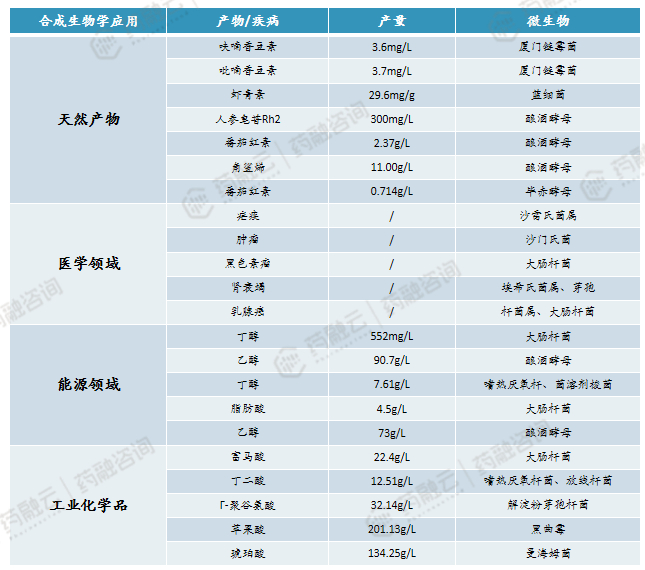 合成生物学应用 产物/疾病 产量 微生物
天然产物
呋喃香豆素 3.6mg/L 厦门链霉菌
吡喃香豆素 3.7mg/L 厦门链霉菌
虾青素 29.6mg/g 蓝细菌
人参皂苷Rh2 300mg/L 酿酒酵母
番茄红素 2.37g/L 酿酒酵母
角鲨烯 11.00g/L 酿酒酵母
番茄红素 0.714g/L 毕赤酵母
医学领域
疟疾 / 沙雷氏菌属
肿瘤 / 沙门氏菌
黑色素瘤 / 大肠杆菌
肾衰竭 / 埃希氏菌属、芽孢
乳腺癌 / 杆菌属、大肠杆菌
能源领域
丁醇 552mg/L 大肠杆菌
乙醇 90.7g/L 酿酒酵母
丁醇 7.61g/L 嗜热厌氧杆、菌溶剂梭菌
脂肪酸 4.5g/L 大肠杆菌
乙醇 73g/L 酿酒酵母
工业化学品
富马酸 22.4g/L 大肠杆菌
丁二酸 12.51g/L 嗜热厌氧杆菌、放线杆菌
Γ-聚谷氨酸 32.14g/L 解淀粉芽孢杆菌
苹果酸 201.13g/L 黑曲霉
琥珀酸 134.25g/L 曼海姆菌
药融云|药融咨询